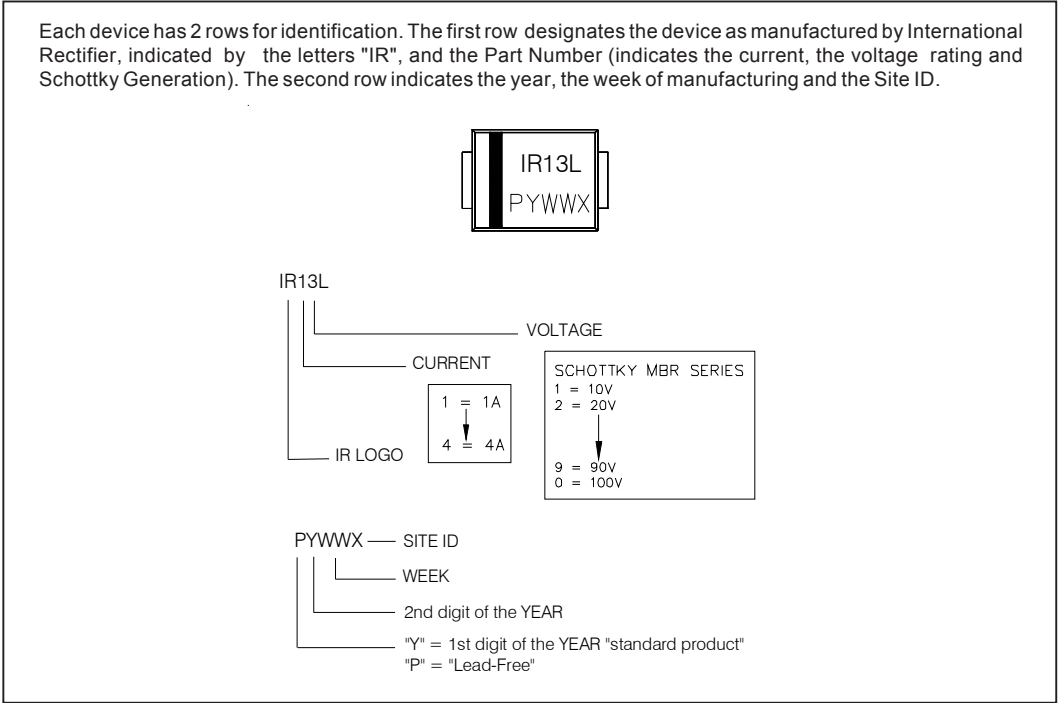 Each device has 2 rows for identification. The first row designates the device as manufactured by International
Rectifier, indicated by the letters "IR", and the Part Number (indicates the current, the voltage rating and
Schottky Generation). The second row indicates the year, the week of manufacturing and the Site ID.
IR13L
PYWWX
IR13L
VOLTAGE
CURRENT
1 = 1A
4 = 4A
SCHOTTKY MBR SERIES
1 = 10V
2 = 20V
9 = 90V
0 = 100V
IR LOGO
PYWWX
SITE ID
WEEK
2nd digit of the YEAR
"Y" = 1st digit of the YEAR "standard product"
"P" = "Lead-Free"